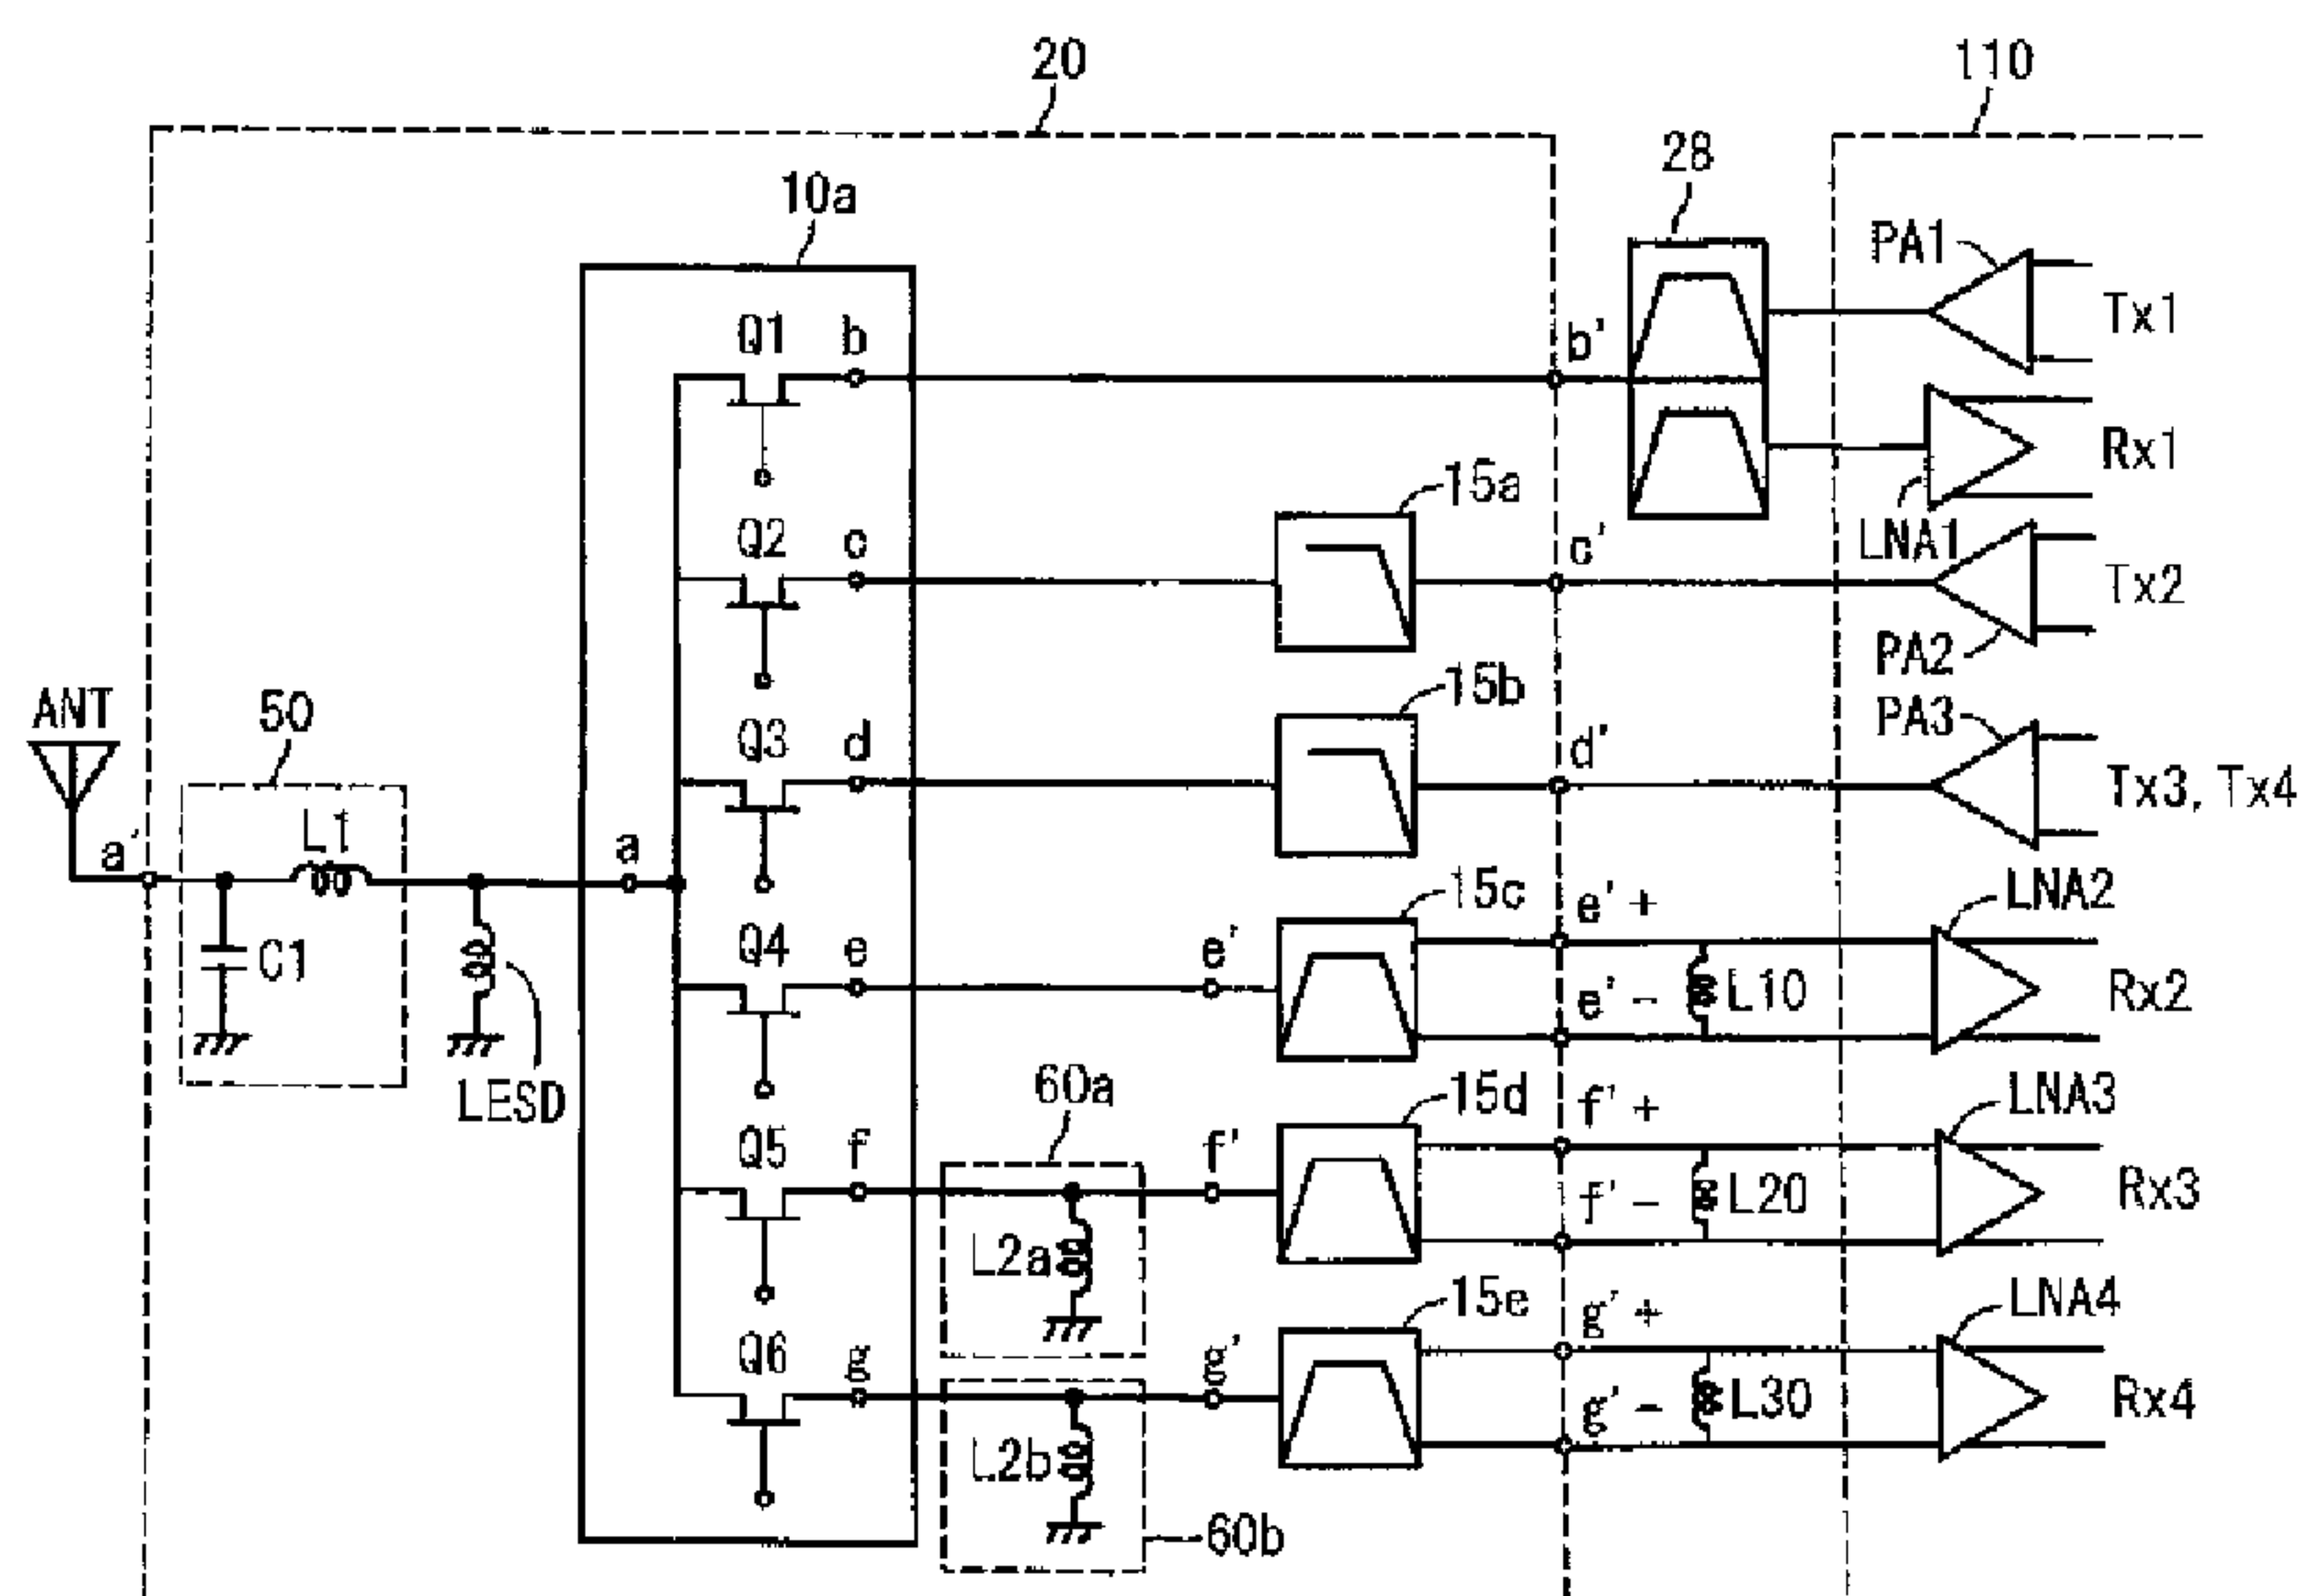 20
110
28
10a
PA1
Q1
b
b'
Tx1
Rx1
15a
Q2
c
c'
LNA1
Tx2
PA2
15b
ANT
50
Q3
d
d'
PA3
Tx3, Tx4
a'
L1
a
15c
e'+
LNA2
C1
Q4
e
e'
e'-
L10
Rx2
LESD
60a
15d
f'+
LNA3
Q5
f
f'
f'-
L20
Rx3
L2a
15e
g'+
LNA4
Q6
g
g'
g'-
L30
Rx4
L2b
60b